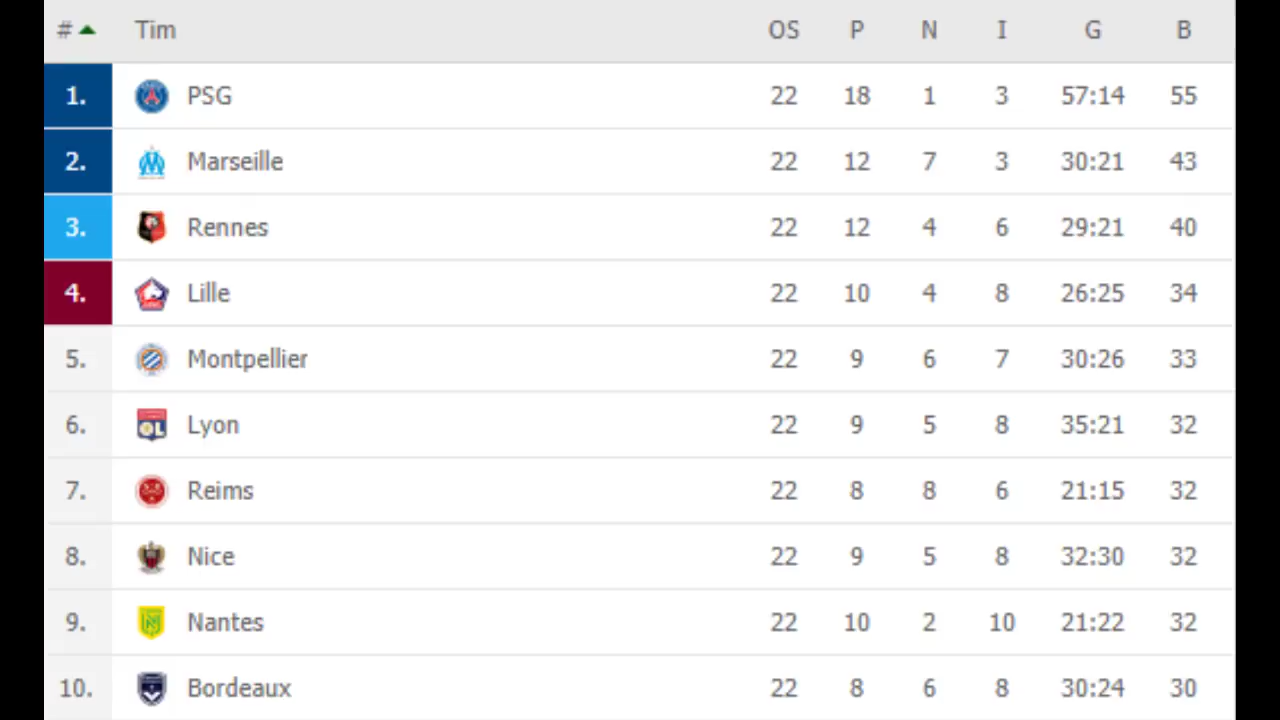 # Tim OS P N I G B
1. PSG 22 18 1 3 57:14 55
2. Marseille 22 12 7 3 30:21 43
3. Rennes 22 12 4 6 29:21 40
4. Lille 22 10 4 8 26:25 34
5. Montpellier 22 9 6 7 30:26 33
6. Lyon 22 9 5 8 35:21 32
7. Reims 22 8 8 6 21:15 32
8. Nice 22 9 5 8 32:30 32
9. Nantes 22 10 2 10 21:22 32
10. Bordeaux 22 8 6 8 30:24 30